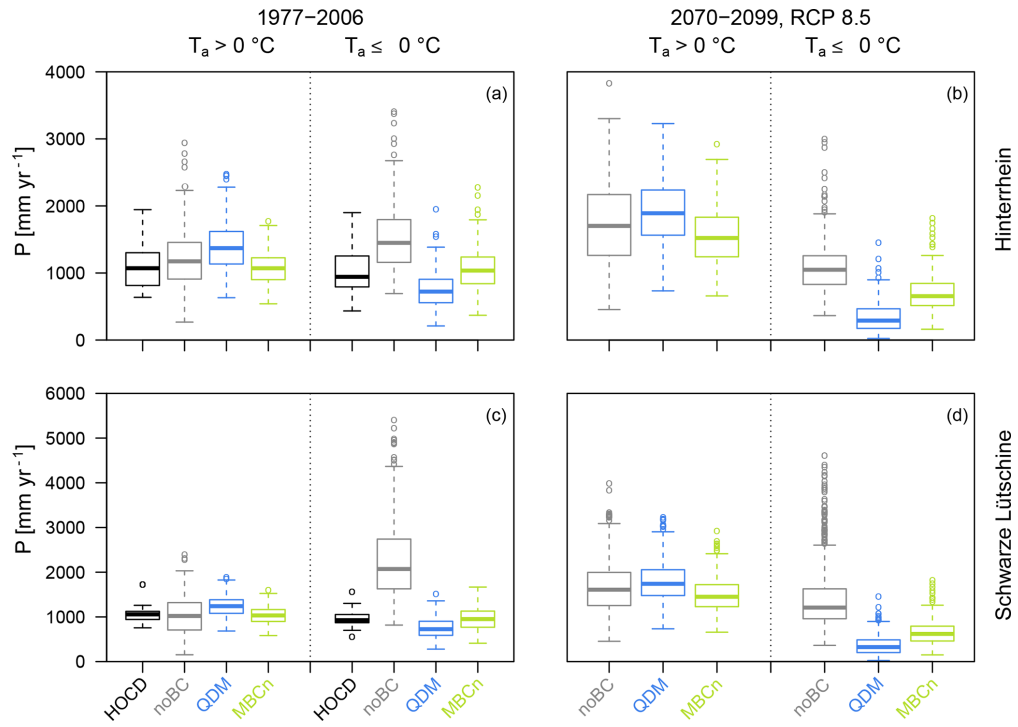 1977−2006
2070−2099, RCP 8.5
Ta > 0 °C
Ta ≤ 0 °C
Ta > 0 °C
Ta ≤ 0 °C
P [mm yr-1]
4000
3000
2000
1000
0
(a)
(b)
Hinterrhein
P [mm yr-1]
6000
5000
4000
3000
2000
1000
0
(c)
(d)
Schwarze Lütschine
HOCD
noBC
QDM
MBCn
HOCD
noBC
QDM
MBCn
noBC
QDM
MBCn
noBC
QDM
MBCn